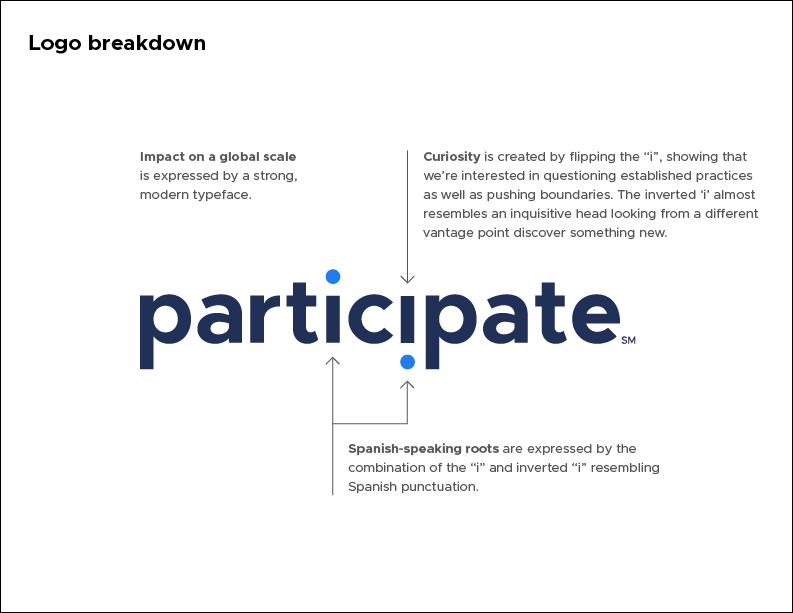 Logo breakdown
Impact on a global scale
is expressed by a strong,
modern typeface.
Curiosity is created by flipping the “i”, showing that
we’re interested in questioning established practices
as well as pushing boundaries. The inverted ‘i’ almost
resembles an inquisitive head looking from a different
vantage point discover something new.
participate SM
Spanish-speaking roots are expressed by the
combination of the “i” and inverted “i” resembling
Spanish punctuation.